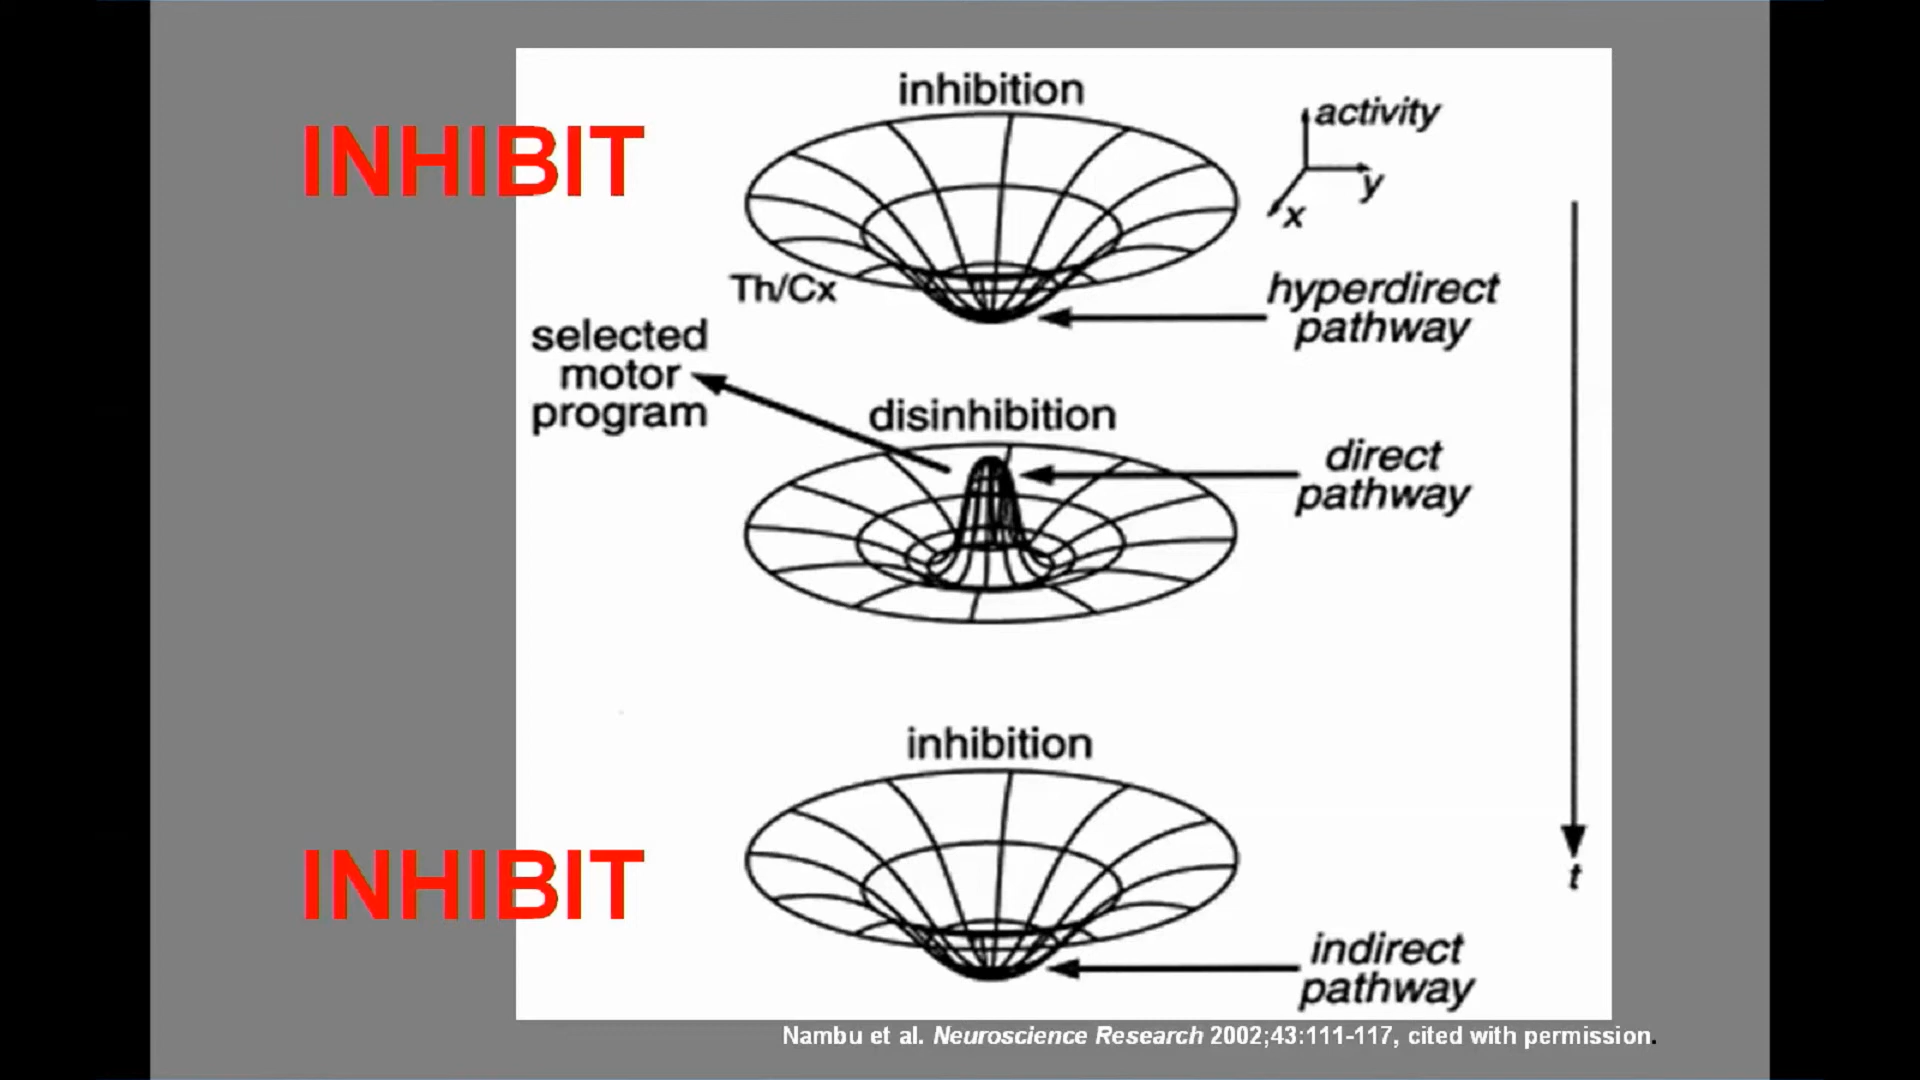 inhibition
activity
INHIBIT
y
x
Th/Cx
hyperdirect
pathway
selected
motor
program
disinhibition
direct
pathway
inhibition
INHIBIT
t
indirect
pathway
Nambu et al. Neuroscience Research 2002;43:111-117, cited with permission.